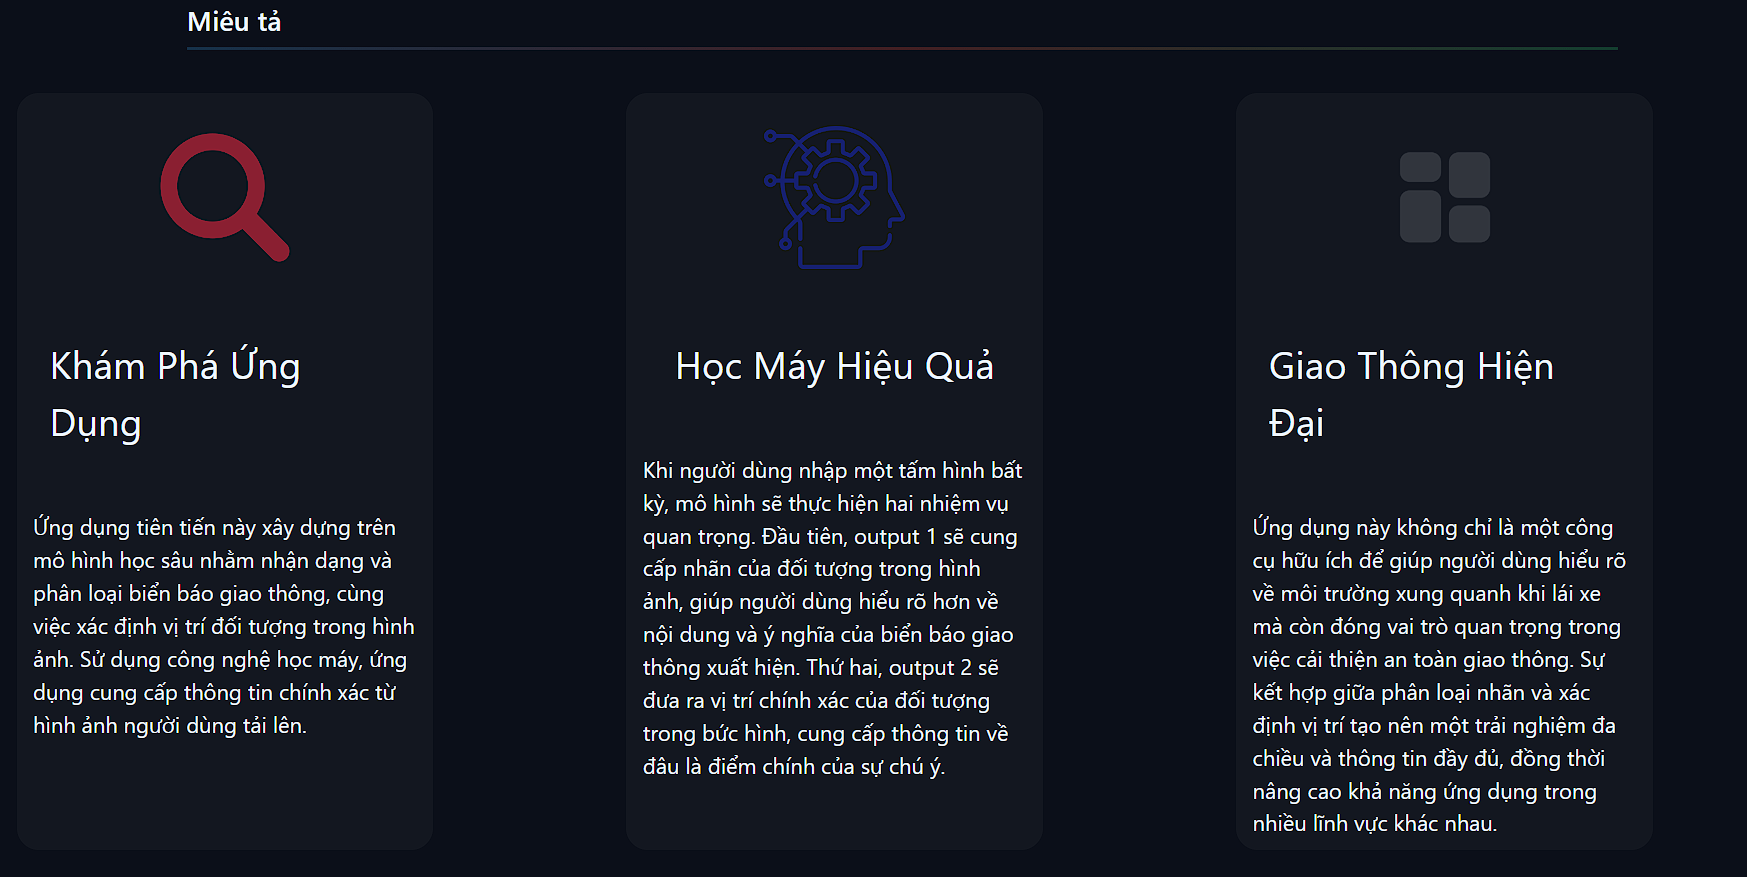 Miêu tả
Khám Phá Ứng
Dụng
Ứng dụng tiên tiến này xây dựng trên
mô hình học sâu nhằm nhận dạng và
phân loại biển báo giao thông, cùng
việc xác định vị trí đối tượng trong hình
ảnh. Sử dụng công nghệ học máy, ứng
dụng cung cấp thông tin chính xác từ
hình ảnh người dùng tải lên.
Học Máy Hiệu Quả
Khi người dùng nhập một tấm hình bất
kỳ, mô hình sẽ thực hiện hai nhiệm vụ
quan trọng. Đầu tiên, output 1 sẽ cung
cấp nhãn của đối tượng trong hình
ảnh, giúp người dùng hiểu rõ hơn về
nội dung và ý nghĩa của biển báo giao
thông xuất hiện. Thứ hai, output 2 sẽ
đưa ra vị trí chính xác của đối tượng
trong bức hình, cung cấp thông tin về
đâu là điểm chính của sự chú ý.
Giao Thông Hiện
Đại
Ứng dụng này không chỉ là một công
cụ hữu ích để giúp người dùng hiểu rõ
về môi trường xung quanh khi lái xe
mà còn đóng vai trò quan trọng trong
việc cải thiện an toàn giao thông. Sự
kết hợp giữa phân loại nhãn và xác
định vị trí tạo nên một trải nghiệm đa
chiều và thông tin đầy đủ, đồng thời
nâng cao khả năng ứng dụng trong
nhiều lĩnh vực khác nhau.